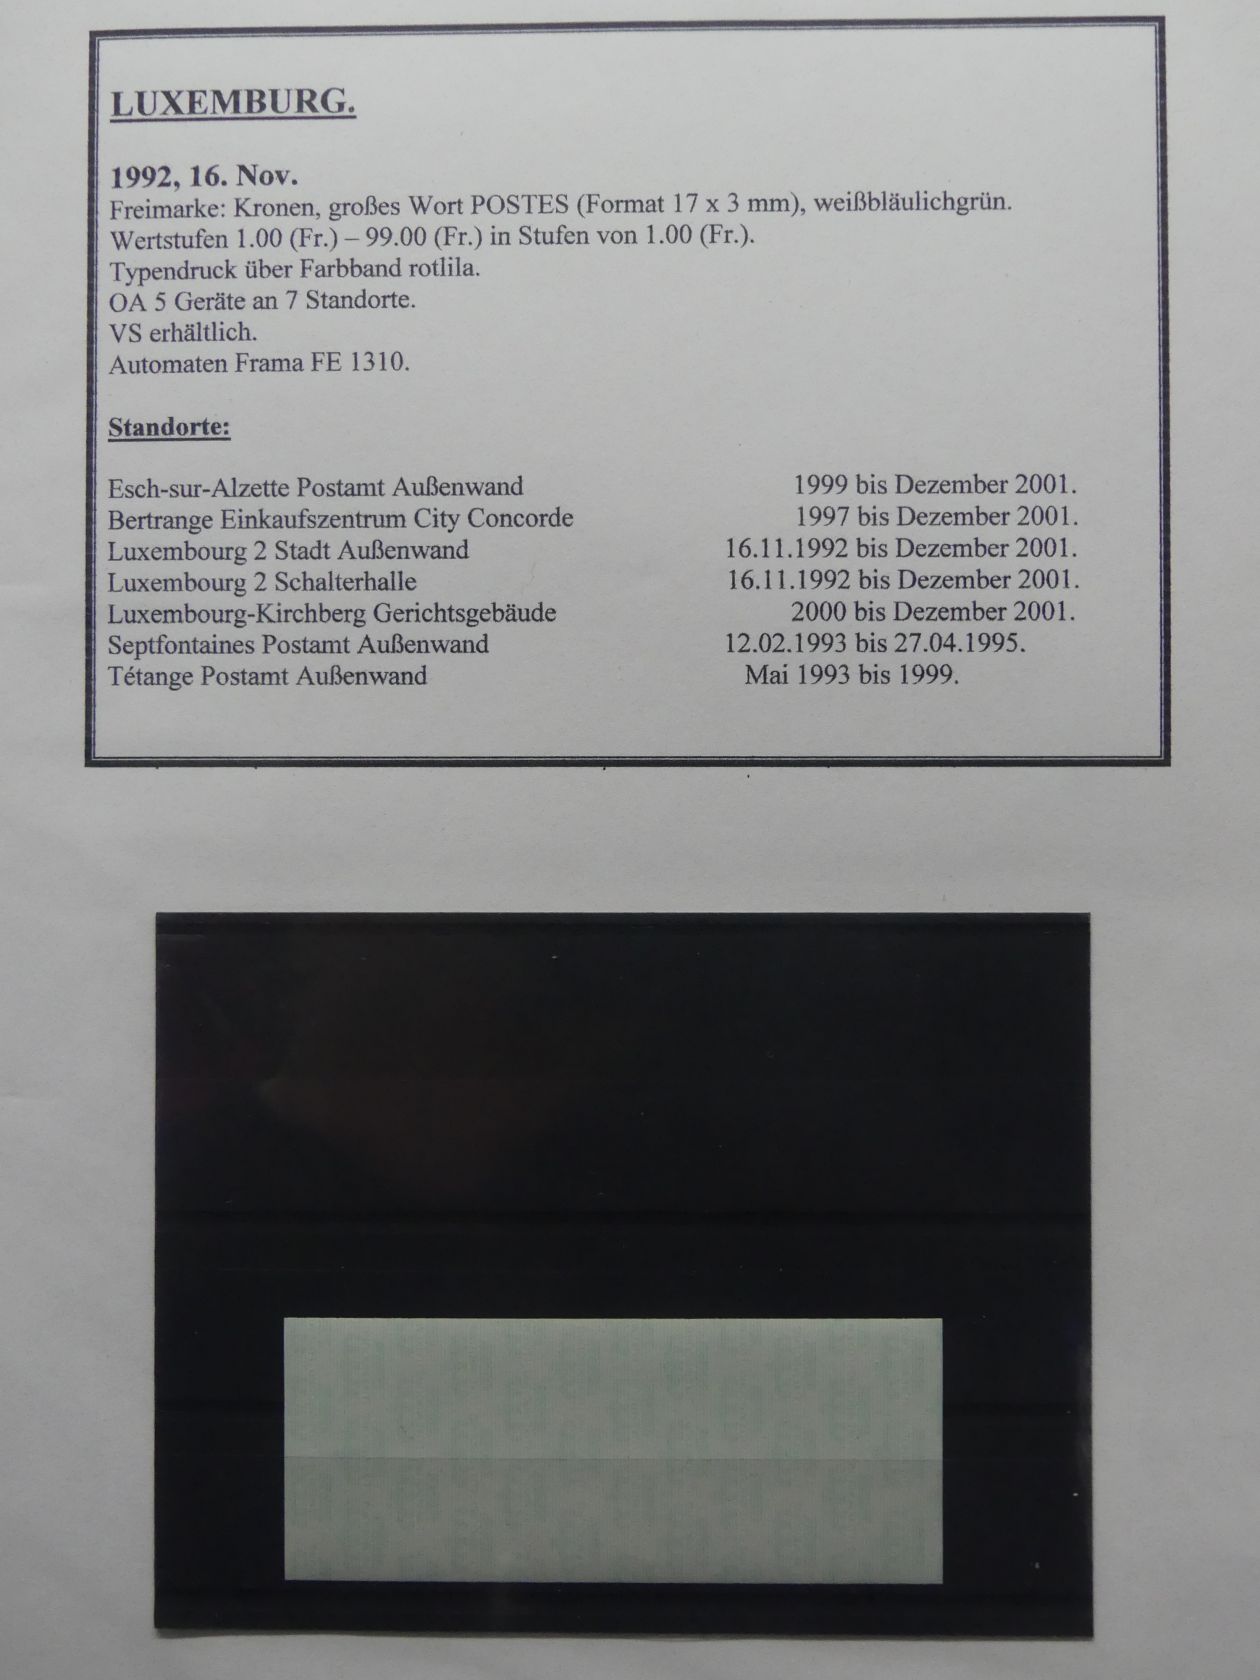 LUXEMBURG.
1992, 16. Nov.
Freimarke: Kronen, großes Wort POSTES (Format 17 x 3 mm), weißbläulichgrün.
Wertstufen 1.00 (Fr.) – 99.00 (Fr.) in Stufen von 1.00 (Fr.).
Typendruck über Farbband rotlila.
OA 5 Geräte an 7 Standorte.
VS erhältlich.
Automaten Frama FE 1310.
Standorte:
Esch-sur-Alzette Postamt Außenwand 1999 bis Dezember 2001.
Bertrange Einkaufszentrum City Concorde 1997 bis Dezember 2001.
Luxembourg 2 Stadt Außenwand 16.11.1992 bis Dezember 2001.
Luxembourg 2 Schalterhalle 16.11.1992 bis Dezember 2001.
Luxembourg-Kirchberg Gerichtsgebäude 2000 bis Dezember 2001.
Septfontaines Postamt Außenwand 12.02.1993 bis 27.04.1995.
Tétange Postamt Außenwand Mai 1993 bis 1999.